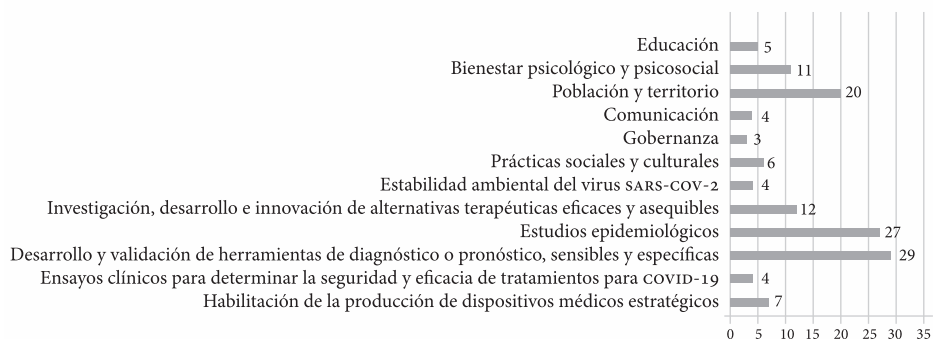 Educación 5
Bienestar psicológico y psicosocial 11
Población y territorio 20
Comunicación 4
Gobernanza 3
Prácticas sociales y culturales 6
Estabilidad ambiental del virus SARS-COV-2 4
Investigación, desarrollo e innovación de alternativas terapéuticas eficaces y asequibles 12
Estudios epidemiológicos 27
Desarrollo y validación de herramientas de diagnóstico o pronóstico, sensibles y específicas 29
Ensayos clínicos para determinar la seguridad y eficacia de tratamientos para COVID-19 4
Habilitación de la producción de dispositivos médicos estratégicos 7
0 5 10 15 20 25 30 35